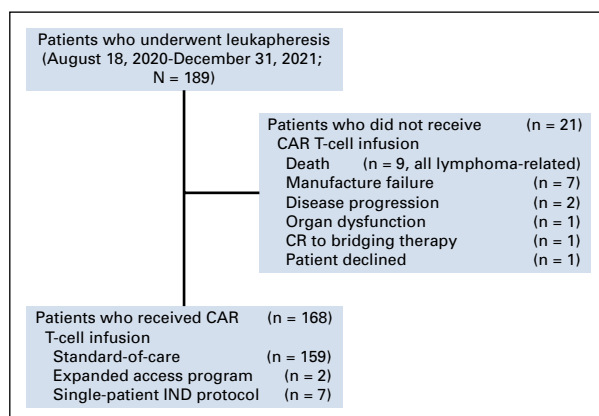 Patients who underwent leukapheresis
(August 18, 2020-December 31, 2021;
N = 189)
Patients who did not receive (n = 21)
CAR T-cell infusion
Death (n = 9, all lymphoma-related)
Manufacture failure (n = 7)
Disease progression (n = 2)
Organ dysfunction (n = 1)
CR to bridging therapy (n = 1)
Patient declined (n = 1)
Patients who received CAR (n = 168)
T-cell infusion
Standard-of-care (n = 159)
Expanded access program (n = 2)
Single-patient IND protocol (n = 7)